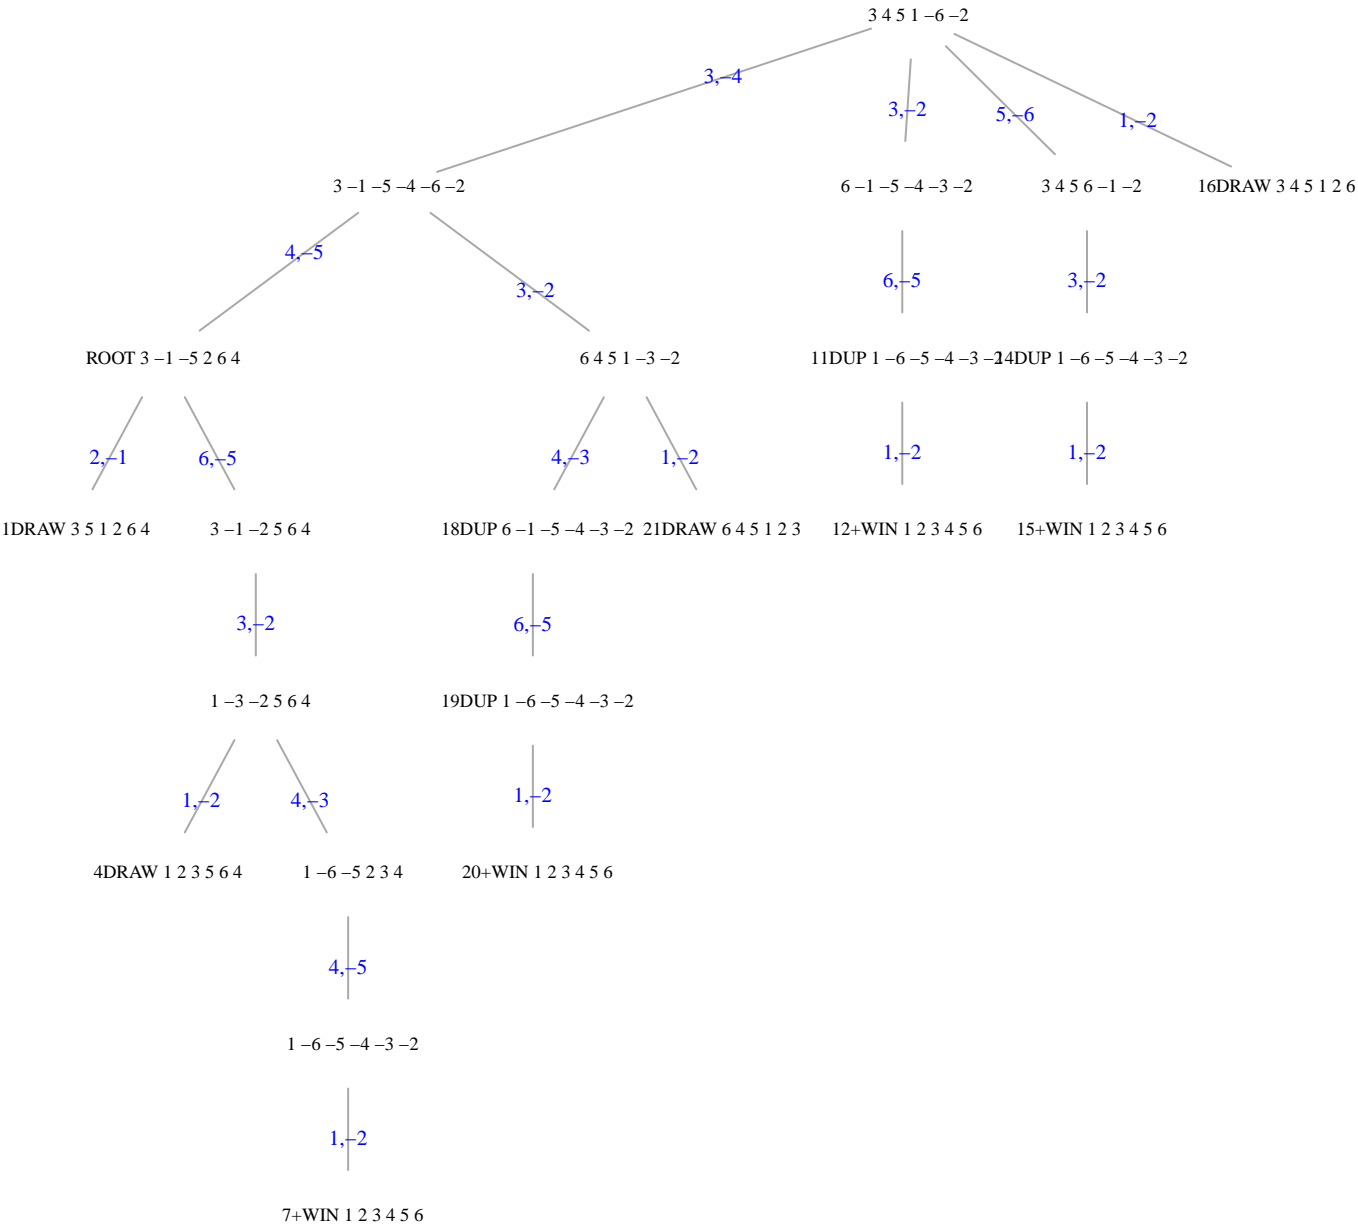 3 4 5 1 –6 –2
3,–4
3,–2
5,–6
1,–2
3 –1 –5 –4 –6 –2
6 –1 –5 –4 –3 –2
3 4 5 6 –1 –2
16DRAW 3 4 5 1 2 6
4,–5
3,–2
6,–5
3,–2
ROOT 3 –1 –5 2 6 4
6 4 5 1 –3 –2
11DUP 1 –6 –5 –4 –3 –2
14DUP 1 –6 –5 –4 –3 –2
2,–1
6,–5
4,–3
1,–2
1,–2
1,–2
1DRAW 3 5 1 2 6 4
3 –1 –2 5 6 4
18DUP 6 –1 –5 –4 –3 –2
21DRAW 6 4 5 1 2 3
12+WIN 1 2 3 4 5 6
15+WIN 1 2 3 4 5 6
3,–2
6,–5
1 –3 –2 5 6 4
19DUP 1 –6 –5 –4 –3 –2
1,–2
4,–3
1,–2
4DRAW 1 2 3 5 6 4
1 –6 –5 2 3 4
20+WIN 1 2 3 4 5 6
4,–5
1 –6 –5 –4 –3 –2
1,–2
7+WIN 1 2 3 4 5 6